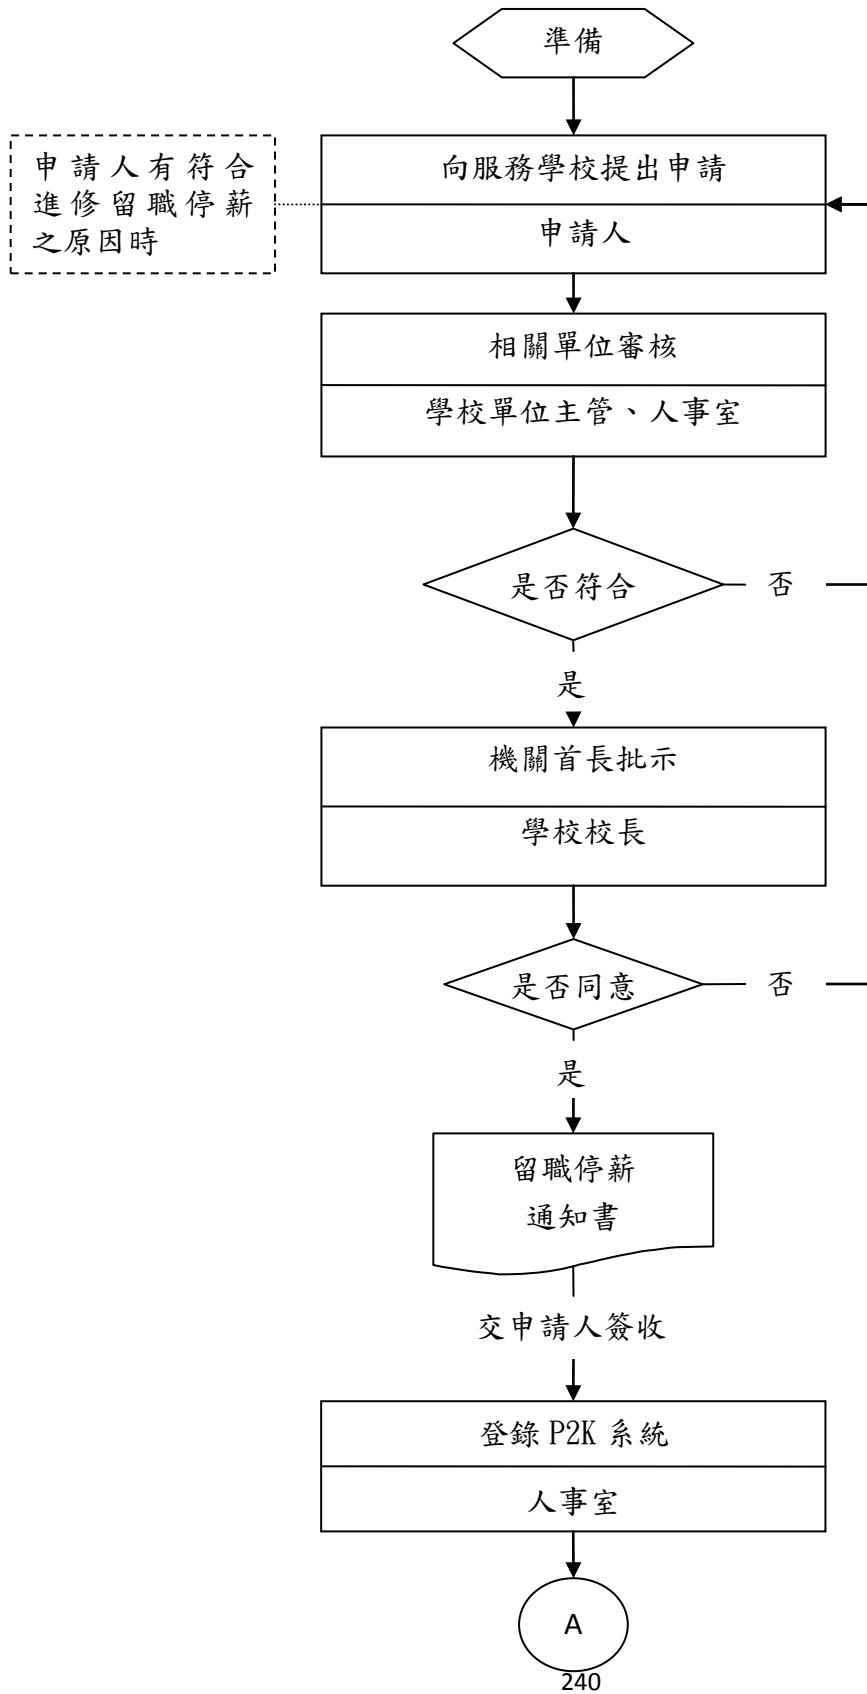 準備
申請人有符合
進修留職停薪
之原因時
向服務學校提出申請
申請人
相關單位審核
學校單位主管、人事室
是否符合
否
是
機關首長批示
學校校長
是否同意
否
是
留職停薪
通知書
交申請人簽收
登錄 P2K 系統
人事室
A
240